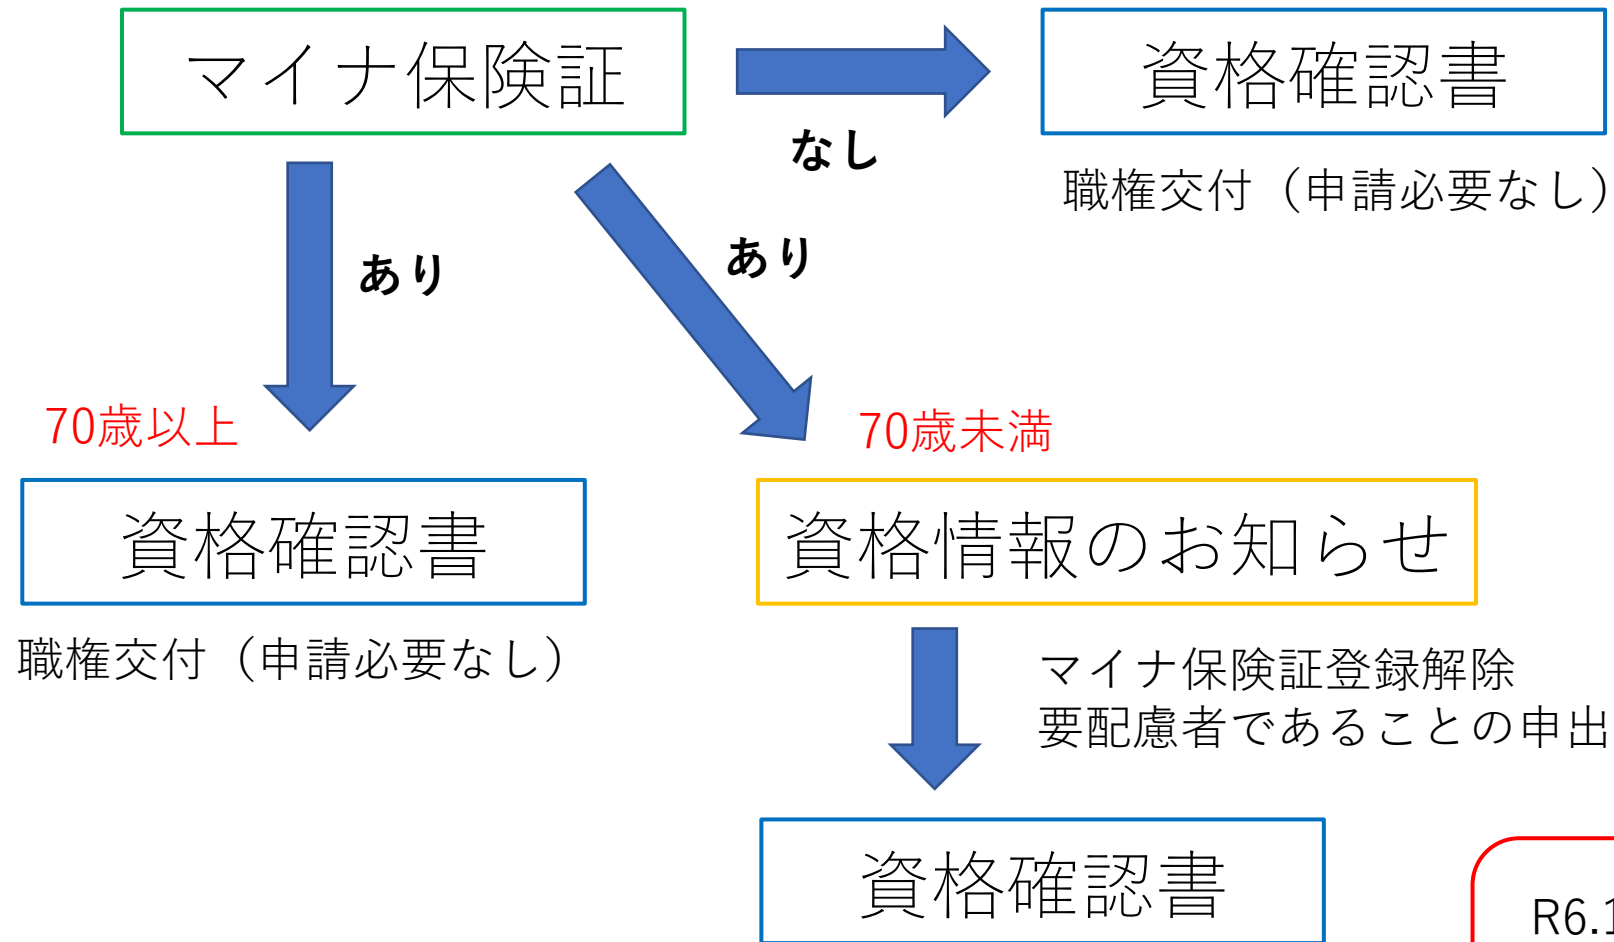 マイナ保険証
資格確認書
なし
職権交付（申請必要なし）
あり
あり
70歳以上
70歳未満
資格確認書
資格情報のお知らせ
職権交付（申請必要なし）
マイナ保険証登録解除
要配慮者であることの申出
資格確認書
R6.1